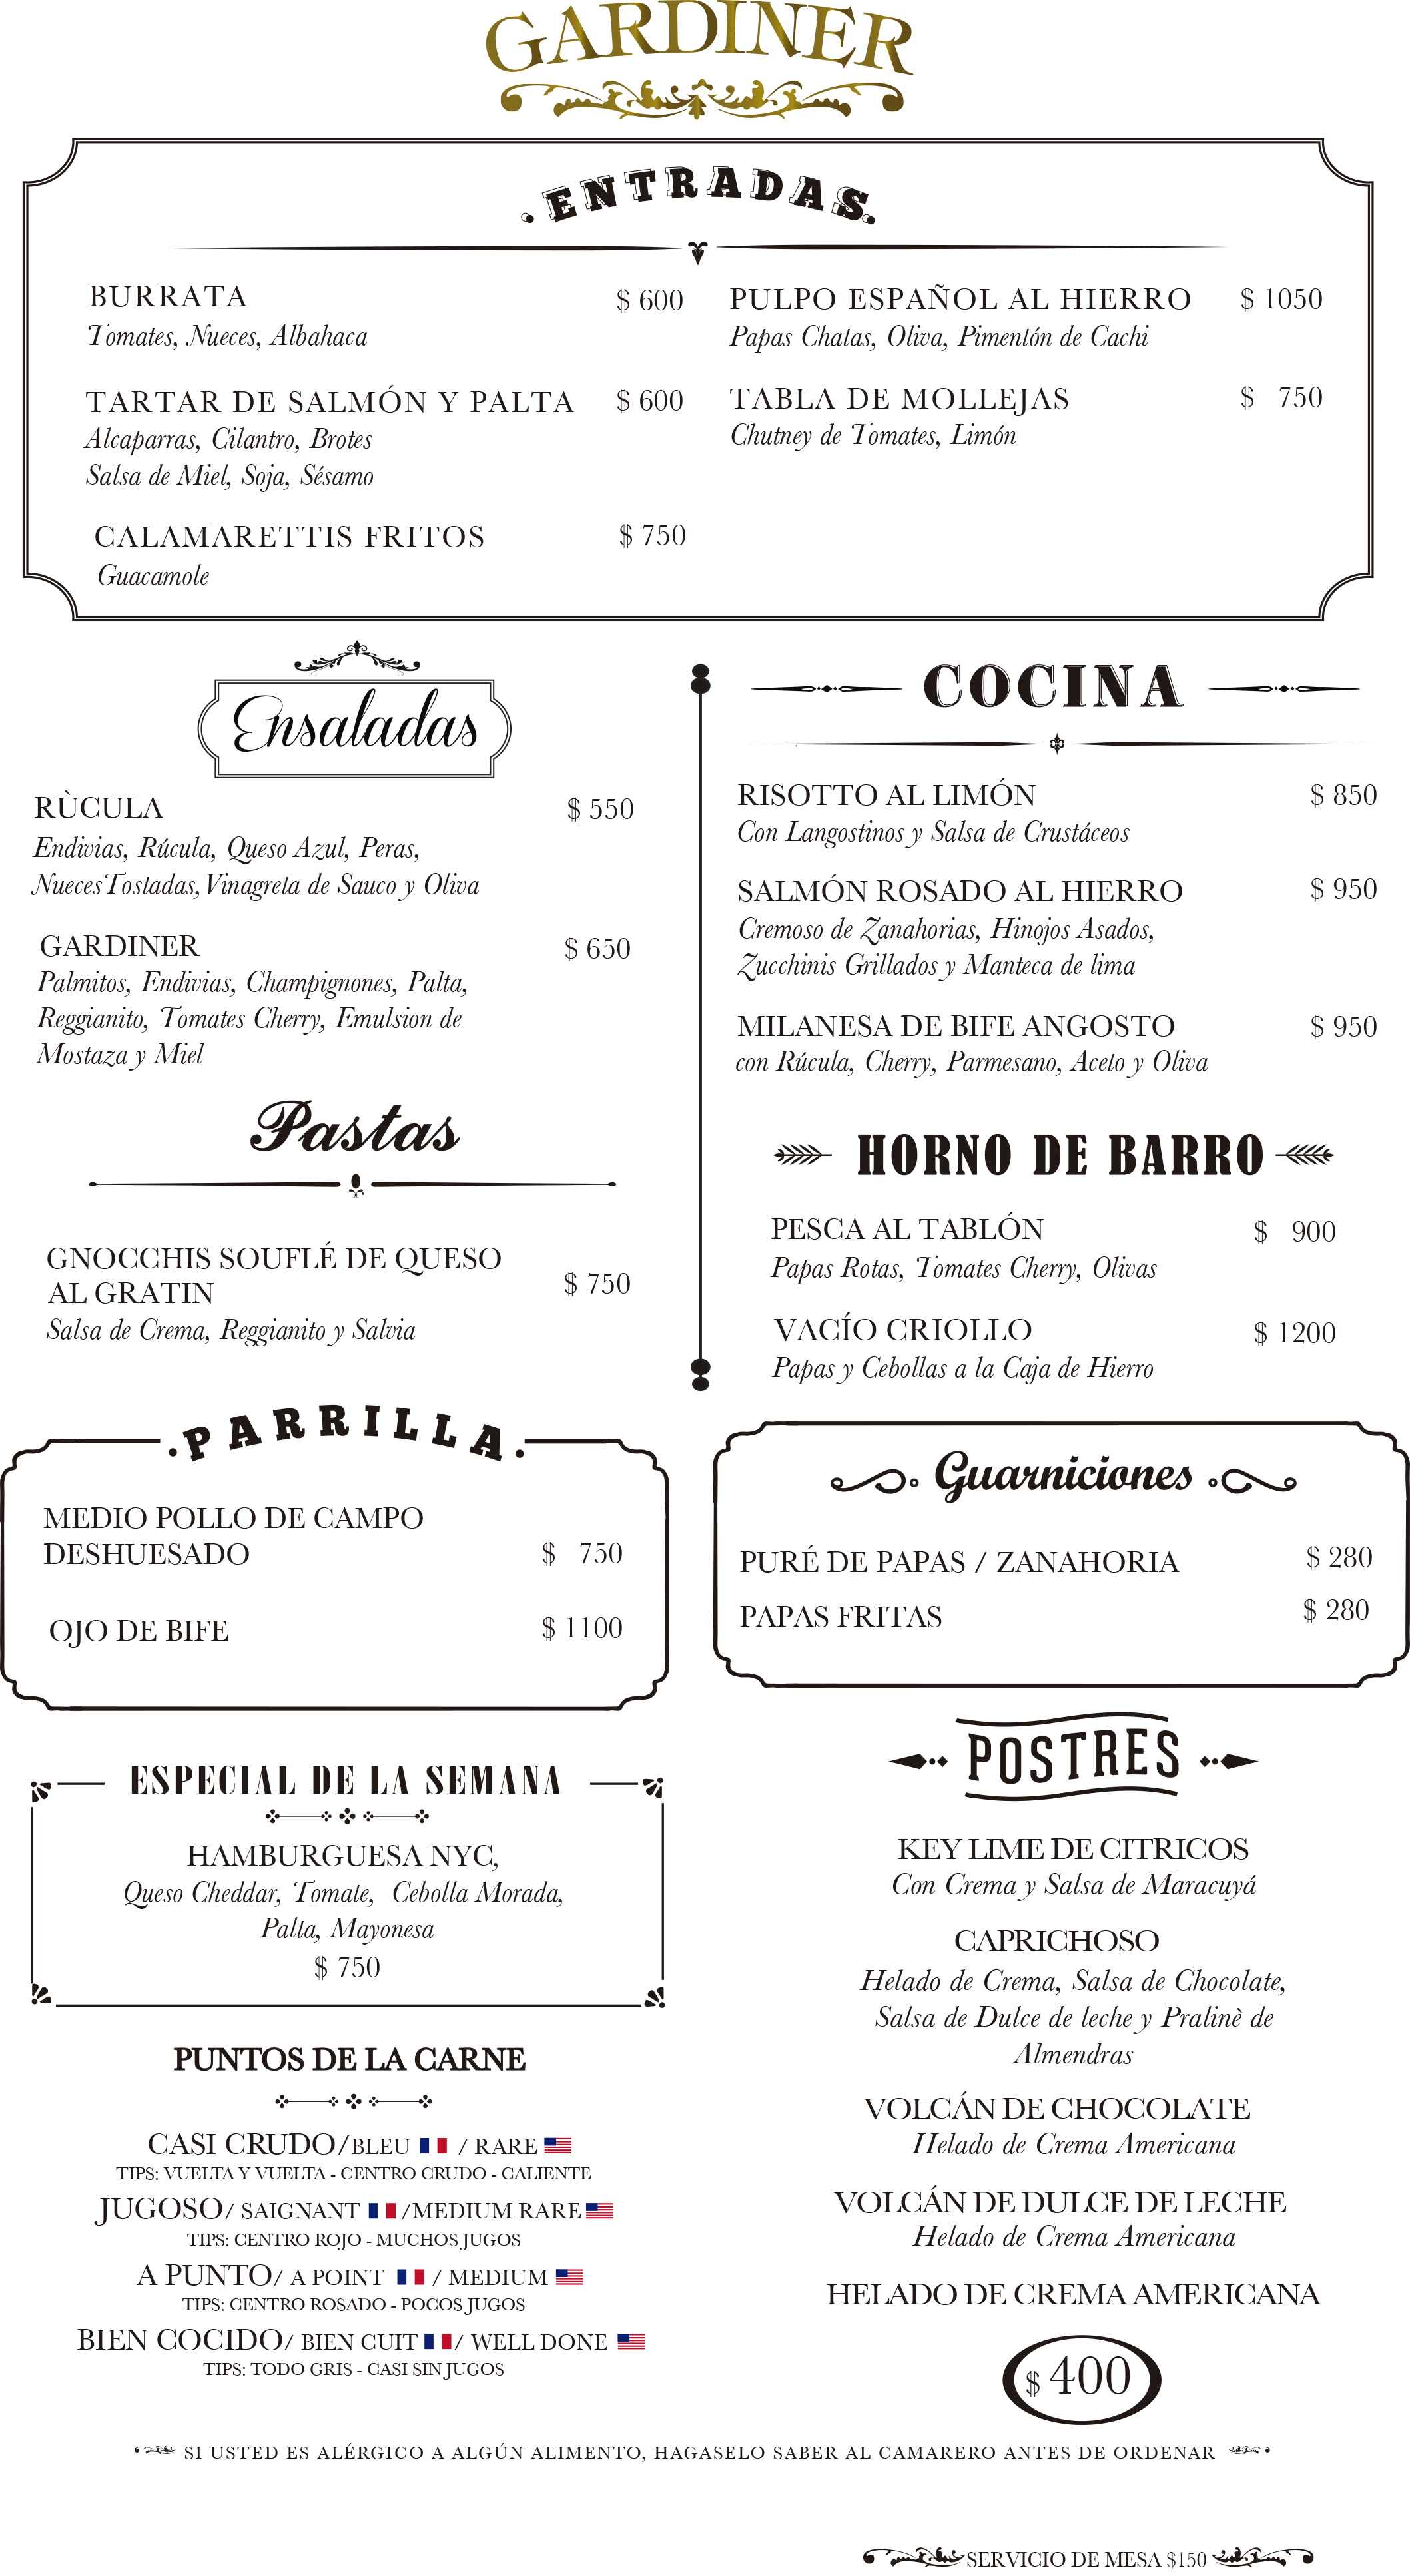 GARDINER
ENTRADAS
BURRATA $ 600
Tomates, Nueces, Albahaca
TARTAR DE SALMÓN Y PALTA $ 600
Alcaparras, Cilantro, Brotes
Salsa de Miel, Soja, Sésamo
CALAMARETTIS FRITOS $ 750
Guacamole
PULPO ESPAÑOL AL HIERRO $ 1050
Papas Chatas, Oliva, Pimentón de Cachi
TABLA DE MOLLEJAS $ 750
Chutney de Tomates, Limón
Ensaladas
RÙCULA $ 550
Endivias, Rúcula, Queso Azul, Peras,
NuecesTostadas, Vinagreta de Sauco y Oliva
GARDINER $ 650
Palmitos, Endivias, Champignones, Palta,
Reggianito, Tomates Cherry, Emulsion de
Mostaza y Miel
Pastas
GNOCCHIS SOUFLÉ DE QUESO
AL GRATIN $ 750
Salsa de Crema, Reggianito y Salvia
COCINA
RISOTTO AL LIMÓN $ 850
Con Langostinos y Salsa de Crustáceos
SALMÓN ROSADO AL HIERRO $ 950
Cremoso de Zanahorias, Hinojos Asados,
Zucchinis Grillados y Manteca de lima
MILANESA DE BIFE ANGOSTO $ 950
con Rúcula, Cherry, Parmesano, Aceto y Oliva
HORNO DE BARRO
PESCA AL TABLÓN $ 900
Papas Rotas, Tomates Cherry, Olivas
VACÍO CRIOLLO $ 1200
Papas y Cebollas a la Caja de Hierro
PARRILLA
MEDIO POLLO DE CAMPO
DESHUESADO $ 750
OJO DE BIFE $ 1100
Guarniciones
PURÉ DE PAPAS / ZANAHORIA $ 280
PAPAS FRITAS $ 280
ESPECIAL DE LA SEMANA
HAMBURGUESA NYC,
Queso Cheddar, Tomate, Cebolla Morada,
Palta, Mayonesa
$ 750
PUNTOS DE LA CARNE
CASI CRUDO/BLEU / RARE
TIPS: VUELTA Y VUELTA - CENTRO CRUDO - CALIENTE
JUGOSO/ SAIGNANT /MEDIUM RARE
TIPS: CENTRO ROJO - MUCHOS JUGOS
A PUNTO/ A POINT / MEDIUM
TIPS: CENTRO ROSADO - POCOS JUGOS
BIEN COCIDO/ BIEN CUIT / WELL DONE
TIPS: TODO GRIS - CASI SIN JUGOS
POSTRES
KEY LIME DE CITRICOS
Con Crema y Salsa de Maracuyá
CAPRICHOSO
Helado de Crema, Salsa de Chocolate,
Salsa de Dulce de leche y Pralinè de
Almendras
VOLCÁN DE CHOCOLATE
Helado de Crema Americana
VOLCÁN DE DULCE DE LECHE
Helado de Crema Americana
HELADO DE CREMA AMERICANA
$ 400
SI USTED ES ALÉRGICO A ALGÚN ALIMENTO, HAGASELO SABER AL CAMARERO ANTES DE ORDENAR
SERVICIO DE MESA $150